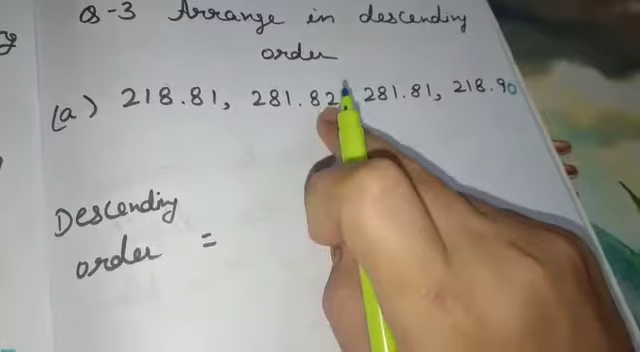 Q-3 Arrange in descending
order
(a) 218.81, 281.82 281.81, 218.90
Descending
order =